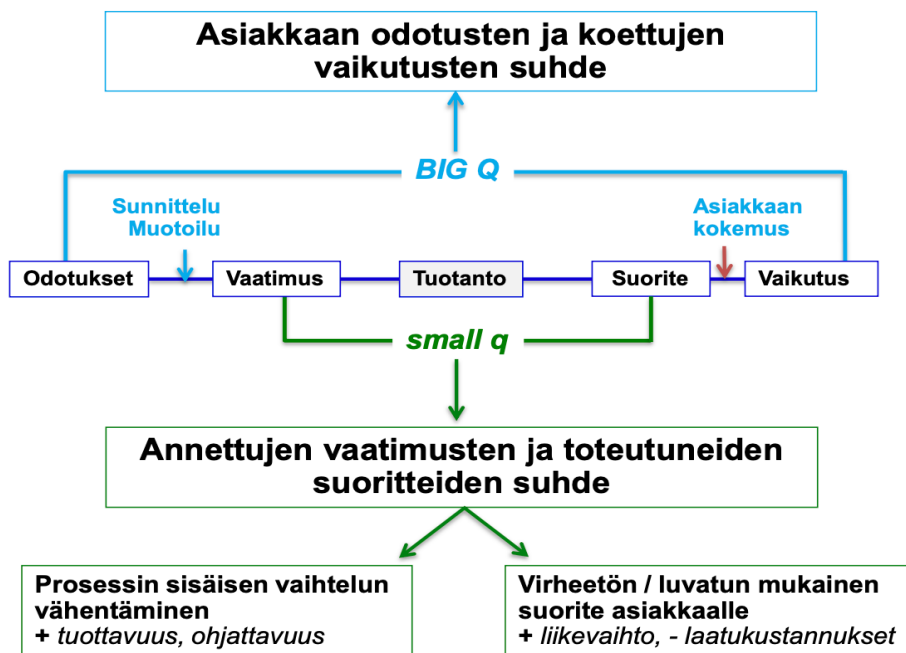 Asiakkaan odotusten ja koettujen
vaikutusten suhde
BIG Q
Sunnittelu
Muotoilu
Asiakkaan
kokemus
Odotukset
Vaatimus
Tuotanto
Suorite
Vaikutus
small q
Annettujen vaatimusten ja toteutuneiden
suoritteiden suhde
Prosessin sisäisen vaihtelun
vähentäminen
+ tuottavuus, ohjattavuus
Virheetön / luvatun mukainen
suorite asiakkaalle
+ liikevaihto, - laatukustannukset